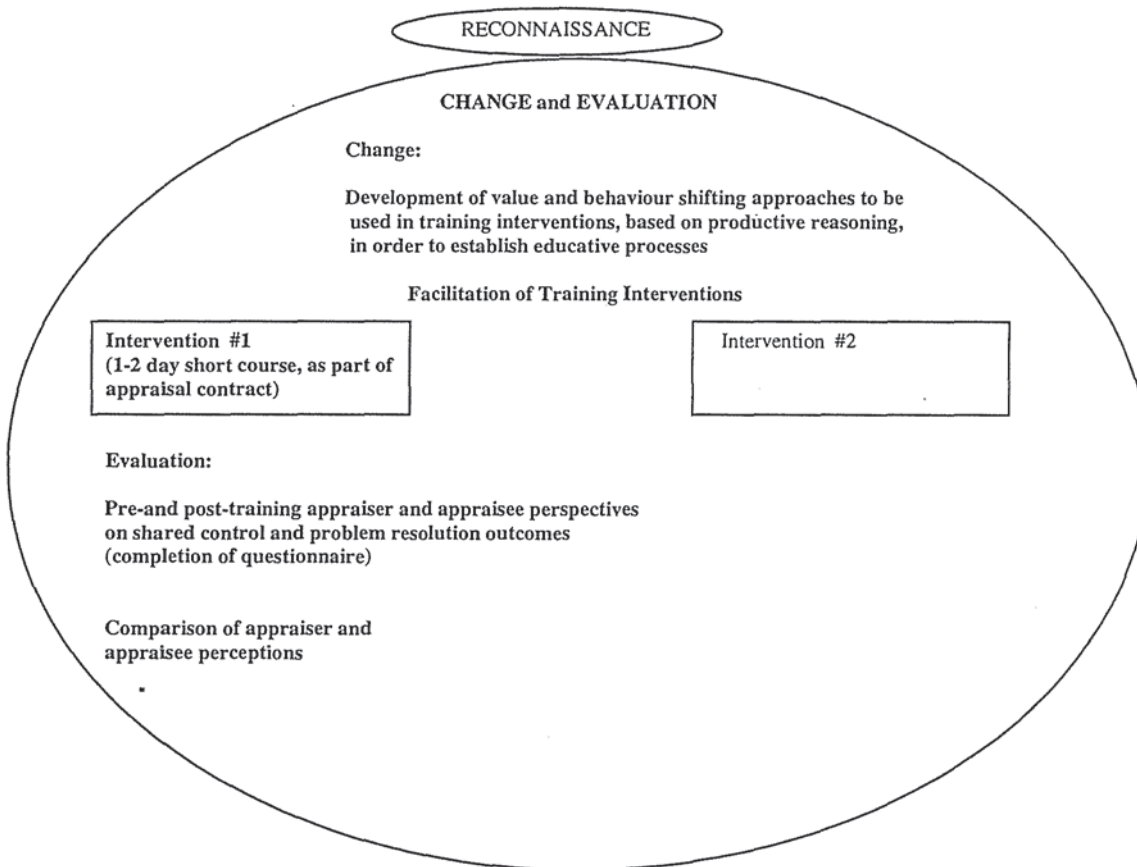 RECONNAISSANCE
CHANGE and EVALUATION
Change:
Development of value and behaviour shifting approaches to be
used in training interventions, based on productive reasoning,
in order to establish educative processes
Facilitation of Training Interventions
Intervention #1
(1-2 day short course, as part of
appraisal contract)
Intervention #2
Evaluation:
Pre-and post-training appraiser and appraisee perspectives
on shared control and problem resolution outcomes
(completion of questionnaire)
Comparison of appraiser and
appraisee perceptions